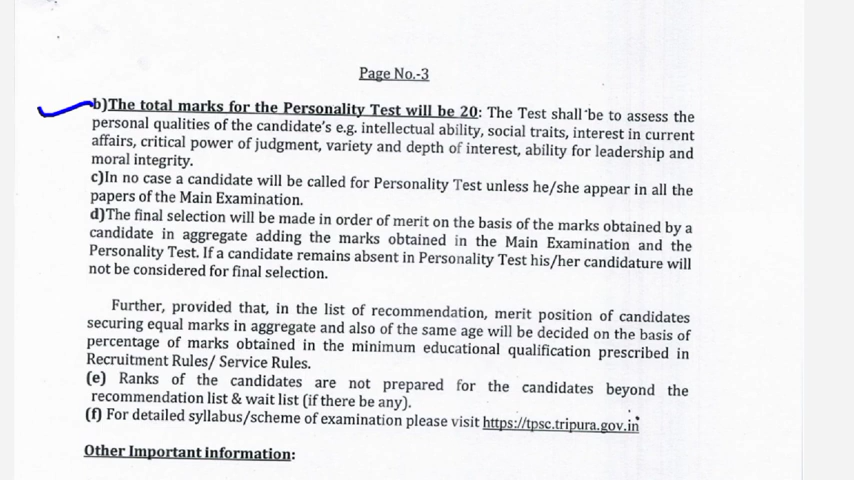 Page No.-3
b)The total marks for the Personality Test will be 20: The Test shall be to assess the
personal qualities of the candidate's e.g. intellectual ability, social traits, interest in current
affairs, critical power of judgment, variety and depth of interest, ability for leadership and
moral integrity.
c)In no case a candidate will be called for Personality Test unless he/she appear in all the
papers of the Main Examination.
d)The final selection will be made in order of merit on the basis of the marks obtained by a
candidate in aggregate adding the marks obtained in the Main Examination and the
Personality Test. If a candidate remains absent in Personality Test his/her candidature will
not be considered for final selection.
Further, provided that, in the list of recommendation, merit position of candidates
securing equal marks in aggregate and also of the same age will be decided on the basis of
percentage of marks obtained in the minimum educational qualification prescribed in
Recruitment Rules/ Service Rules.
(e) Ranks of the candidates are not prepared for the candidates beyond the
recommendation list & wait list (if there be any).
(f) For detailed syllabus/scheme of examination please visit https://tpsc.tripura.gov.in
Other Important information: